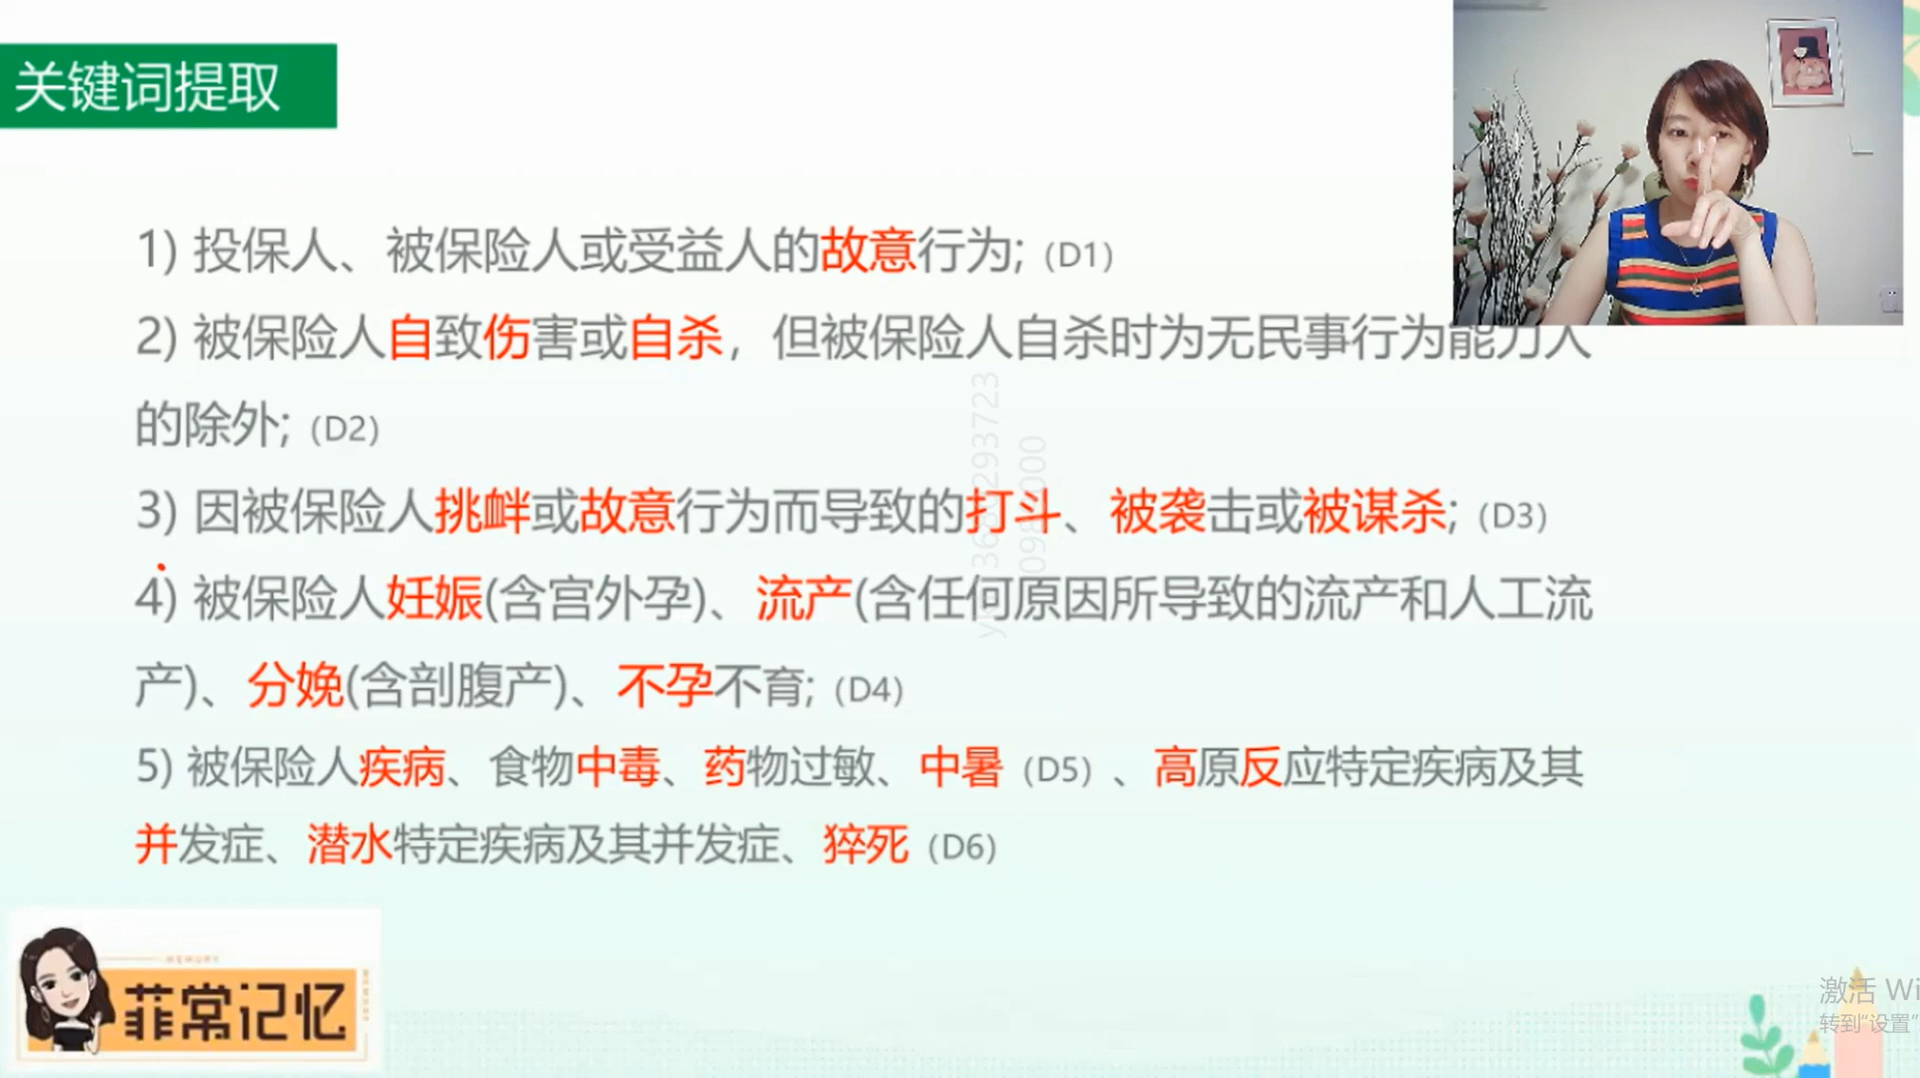 关键词提取
1) 投保人、被保险人或受益人的故意行为; (D1)
2) 被保险人自致伤害或自杀，但被保险人自杀时为无民事行为能力人
的除外; (D2)
3) 因被保险人挑衅或故意行为而导致的打斗、被袭击或被谋杀; (D3)
4) 被保险人妊娠(含宫外孕)、流产(含任何原因所导致的流产和人工流
产)、分娩(含剖腹产)、不孕不育; (D4)
5) 被保险人疾病、食物中毒、药物过敏、中暑 (D5) 、高原反应特定疾病及其
并发症、潜水特定疾病及其并发症、猝死 (D6)
菲常记忆
激活 Wi
转到"设置"